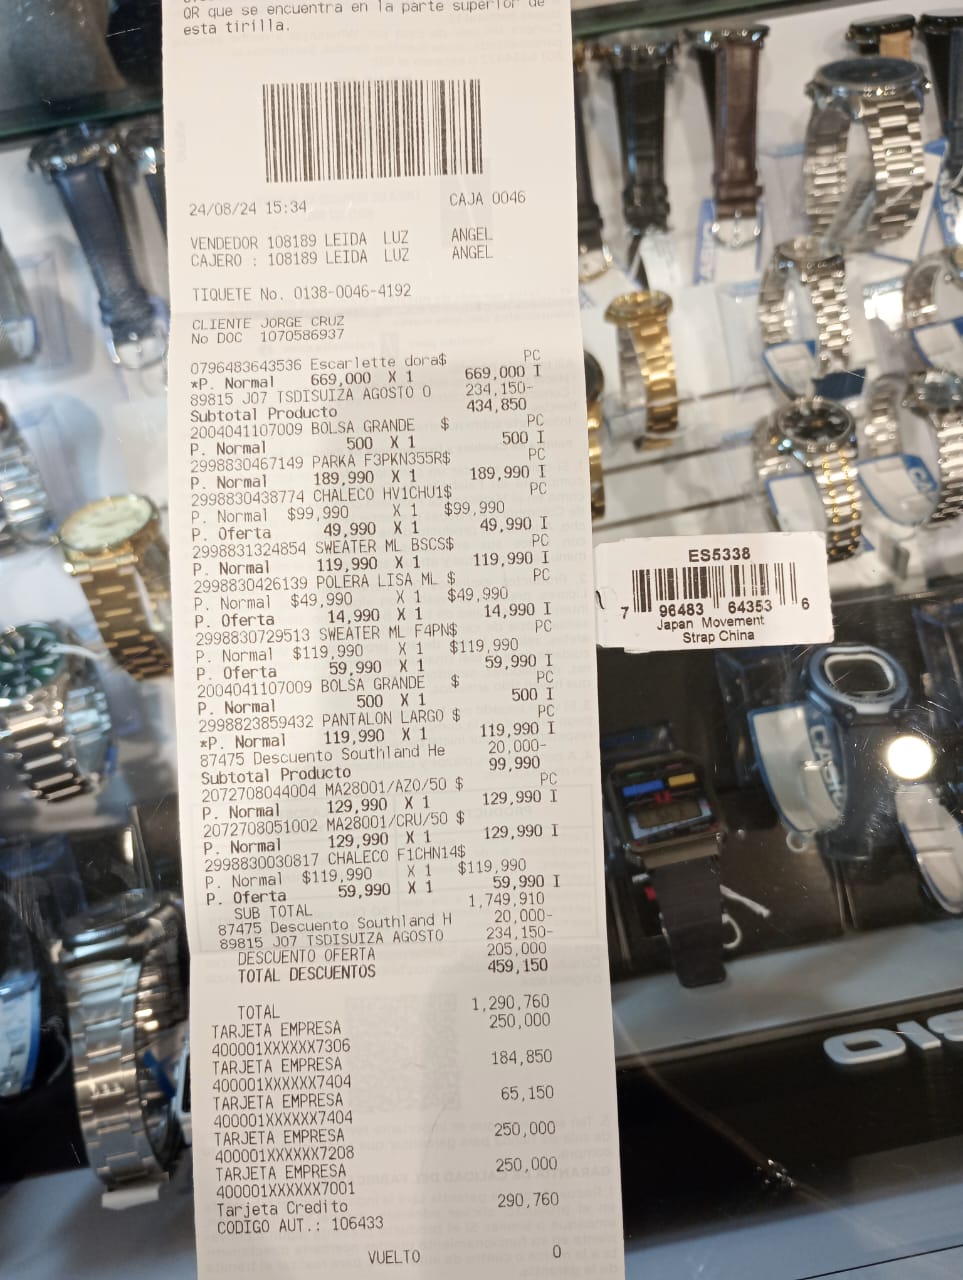 QR que se encuentra en la parte superior de
esta tirilla.
24/08/24 15:34 CAJA 0046
VENDEDOR 108189 LEIDA LUZ ANGEL
CAJERO : 108189 LEIDA LUZ ANGEL
TIQUETE No. 0138-0046-4192
CLIENTE JORGE CRUZ
No DOC 1070586937
0796483643536 Escarlette dora$ PC
*P. Normal 669,000 X 1 669,000 I
89815 J07 TSDISUIZA AGOSTO O 234,150-
Subtotal Producto 434,850
2004041107009 BOLSA GRANDE $ PC
P. Normal 500 X 1 500 I
2998830467149 PARKA F3PKN355R$ PC
P. Normal 189,990 X 1 189,990 I
2998830438774 CHALECO HV1CHU1$ PC
P. Normal $99,990 X 1 $99,990
P. Oferta 49,990 X 1 49,990 I
2998831324854 SWEATER ML BSCS$ PC
P. Normal 119,990 X 1 119,990 I
2998830426139 POLERA LISA ML $ PC
P. Normal $49,990 X 1 $49,990
P. Oferta 14,990 X 1 14,990 I
2998830729513 SWEATER ML F4PN$ PC
P. Normal $119,990 X 1 $119,990
P. Oferta 59,990 X 1 59,990 I
2004041107009 BOLSA GRANDE $ PC
P. Normal 500 X 1 500 I
2998823859432 PANTALON LARGO $ PC
*P. Normal 119,990 X 1 119,990 I
87475 Descuento Southland He 20,000-
Subtotal Producto 99,990
2072708044004 MA28001/AZO/50 $ PC
P. Normal 129,990 X 1 129,990 I
2072708051002 MA28001/CRU/50 $
P. Normal 129,990 X 1 129,990 I
2998830030817 CHALECO F1CHN14$
P. Normal $119,990 X 1 $119,990
P. Oferta 59,990 X 1 59,990 I
SUB TOTAL 1,749,910
87475 Descuento Southland H 20,000-
89815 J07 TSDISUIZA AGOSTO 234,150-
DESCUENTO OFERTA 205,000
TOTAL DESCUENTOS 459,150
TOTAL 1,290,760
TARJETA EMPRESA 250,000
400001XXXXXX7306
TARJETA EMPRESA 184,850
400001XXXXXX7404
TARJETA EMPRESA 65,150
400001XXXXXX7404
TARJETA EMPRESA 250,000
400001XXXXXX7208
TARJETA EMPRESA 250,000
400001XXXXXX7001
Tarjeta Credito 290,760
CODIGO AUT.: 106433
VUELTO 0
ES5338
7 96483 64353 6
Japan Movement
Strap China
CASIO